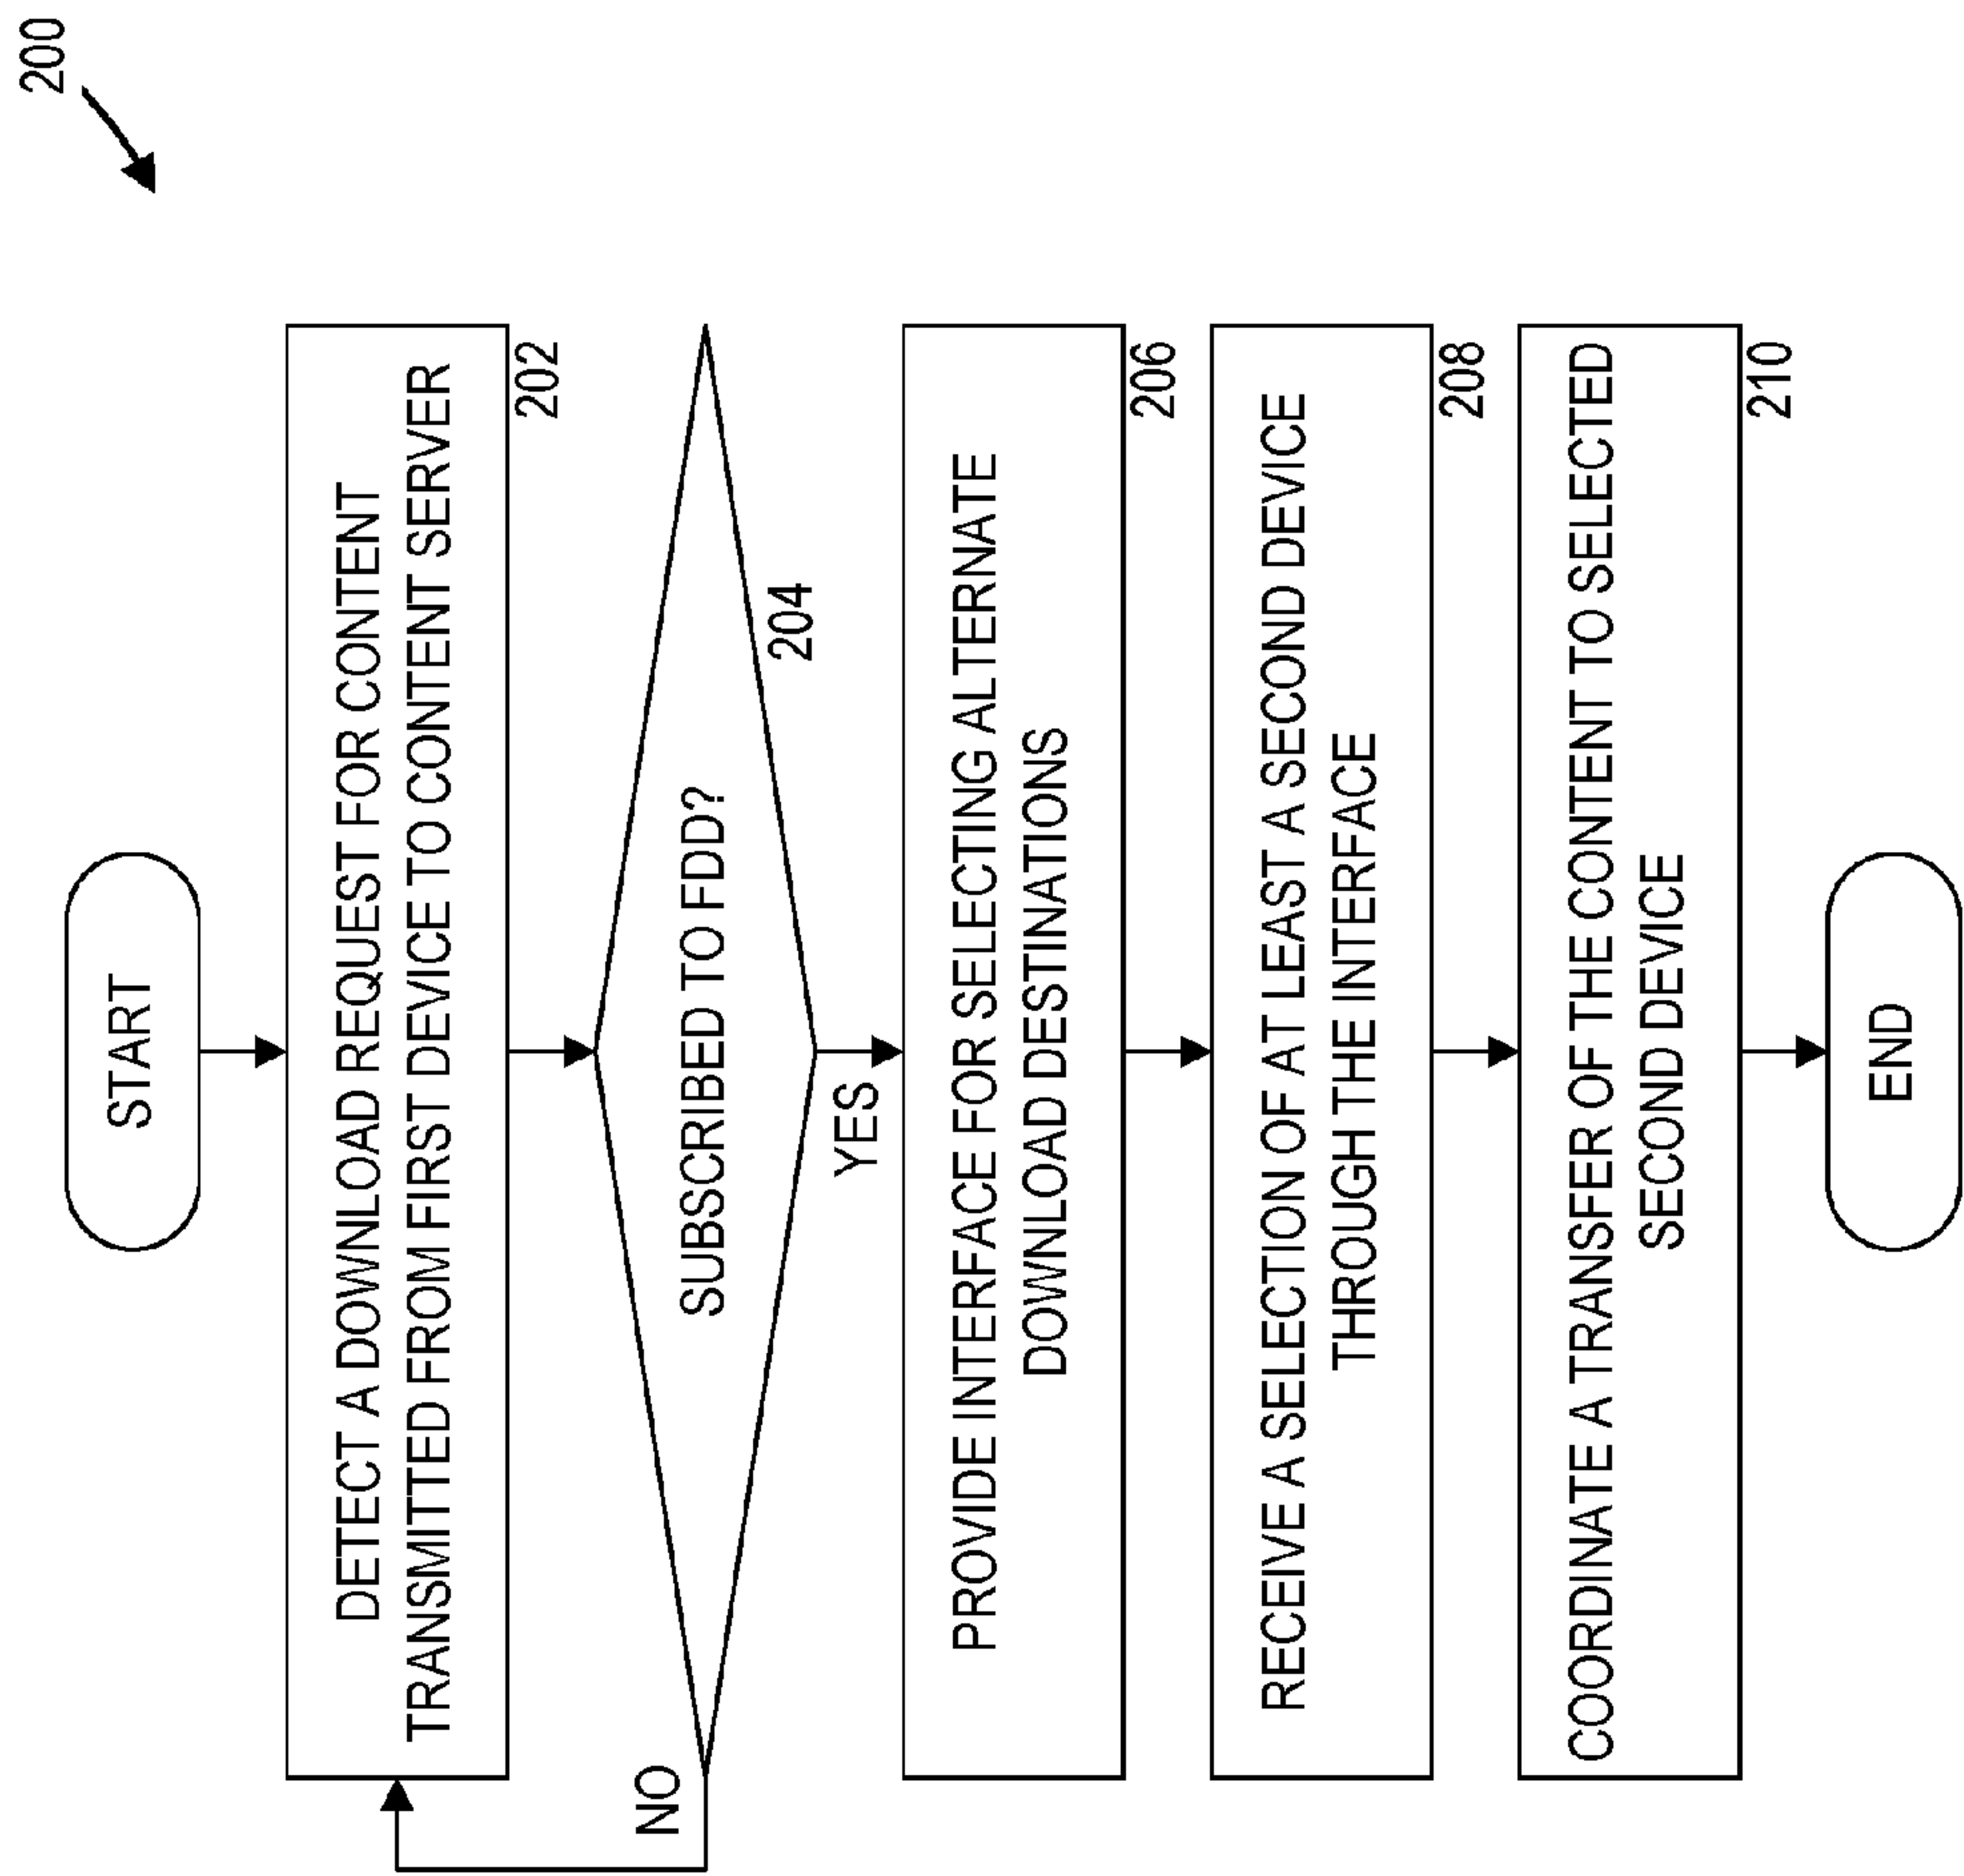 200
START
DETECT A DOWNLOAD REQUEST FOR CONTENT
TRANSMITTED FROM FIRST DEVICE TO CONTENT SERVER
202
SUBSCRIBED TO FDD?
204
NO
YES
PROVIDE INTERFACE FOR SELECTING ALTERNATE
DOWNLOAD DESTINATIONS
206
RECEIVE A SELECTION OF AT LEAST A SECOND DEVICE
THROUGH THE INTERFACE
208
COORDINATE A TRANSFER OF THE CONTENT TO SELECTED
SECOND DEVICE
210
END